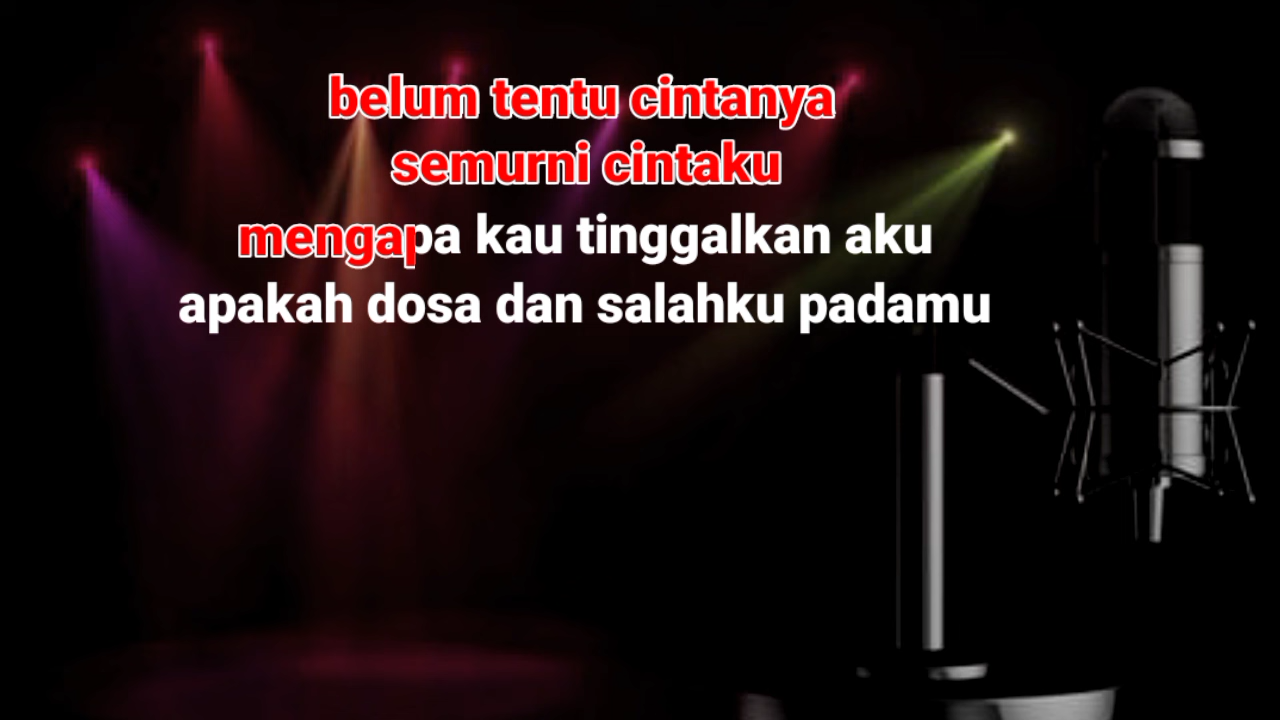 belum tentu cintanya
semurni cintaku
mengapa kau tinggalkan aku
apakah dosa dan salahku padamu